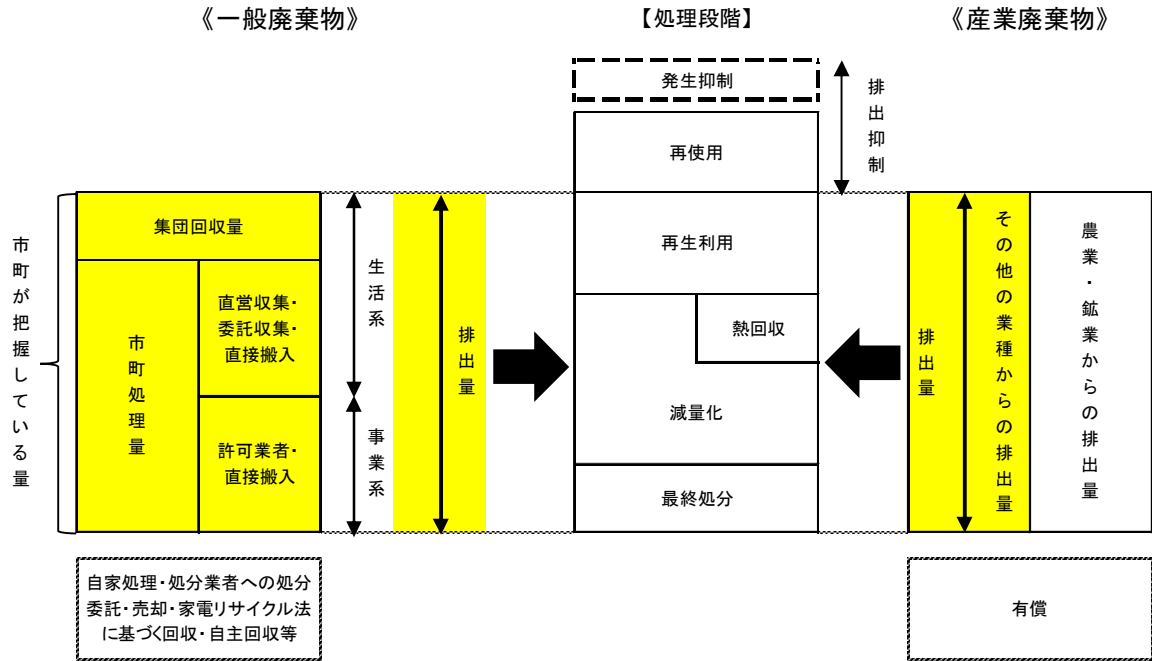 《一般廃棄物》
【処理段階】
《産業廃棄物》
発生抑制
排出抑制
再使用
市町が把握している量
集団回収量
市町処理量
直営収集・
委託収集・
直接搬入
許可業者・
直接搬入
生活系
事業系
排出量
再生利用
熱回収
減量化
最終処分
排出量
その他の業種からの排出量
農業・鉱業からの排出量
自家処理・処分業者への処分
委託・売却・家電リサイクル法
に基づく回収・自主回収等
有償